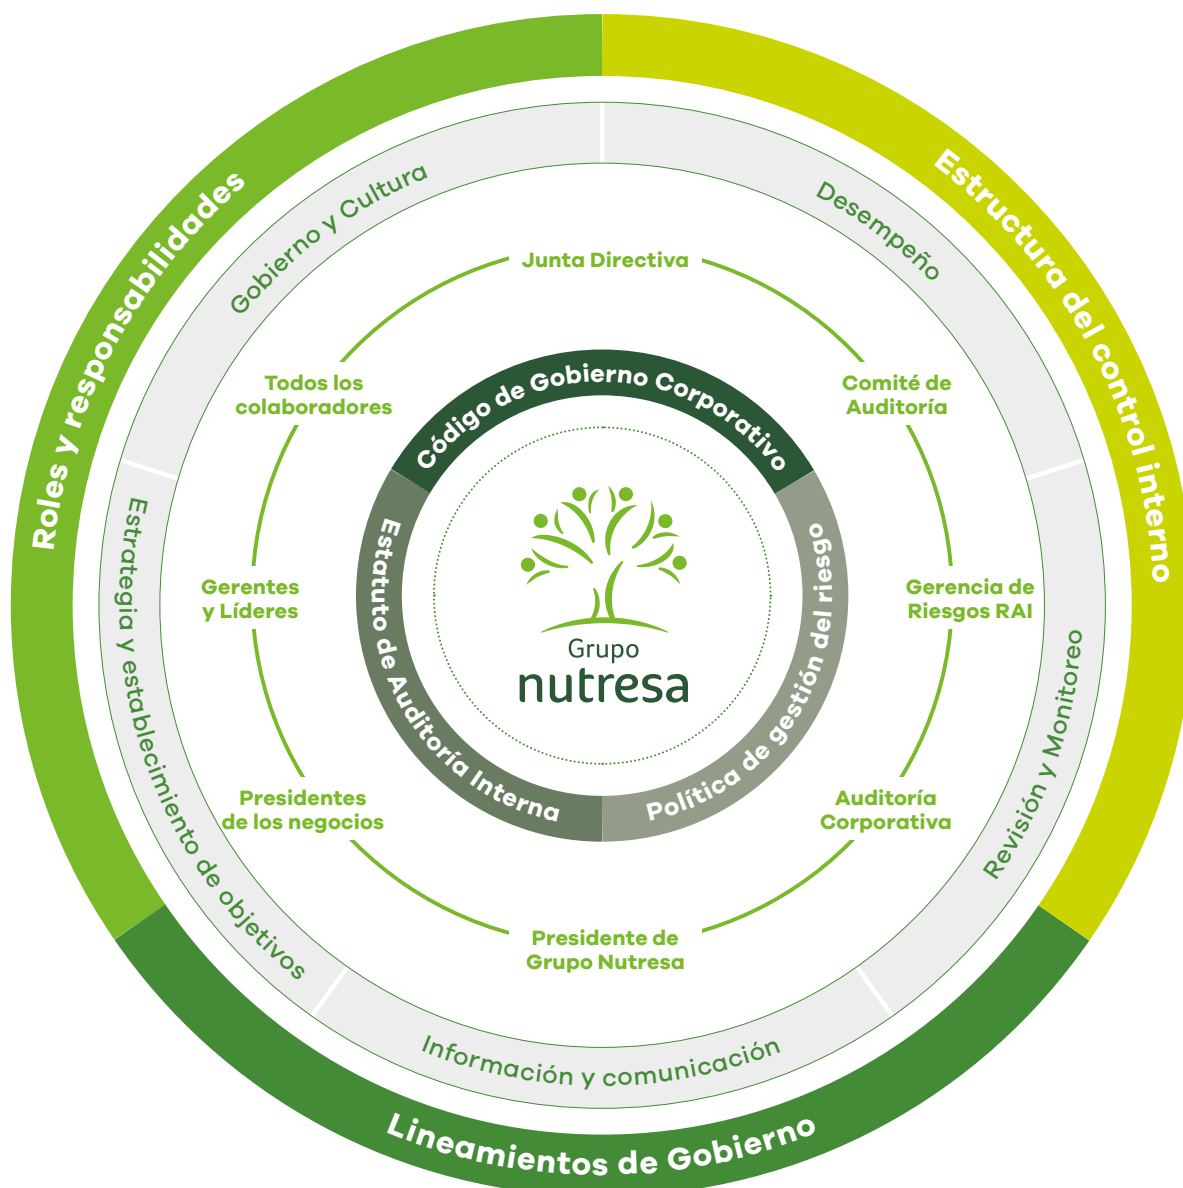 Roles y responsabilidades
Estructura del control interno
Lineamientos de Gobierno
Gobierno y Cultura
Desempeño
Revisión y Monitoreo
Información y comunicación
Estrategia y establecimiento de objetivos
Junta Directiva
Comité de
Auditoría
Gerencia de
Riesgos RAI
Auditoría
Corporativa
Presidente de
Grupo Nutresa
Presidentes
de los negocios
Gerentes
y Líderes
Todos los
colaboradores
Código de Gobierno Corporativo
Política de gestión del riesgo
Estatuto de Auditoría Interna
Grupo
nutresa